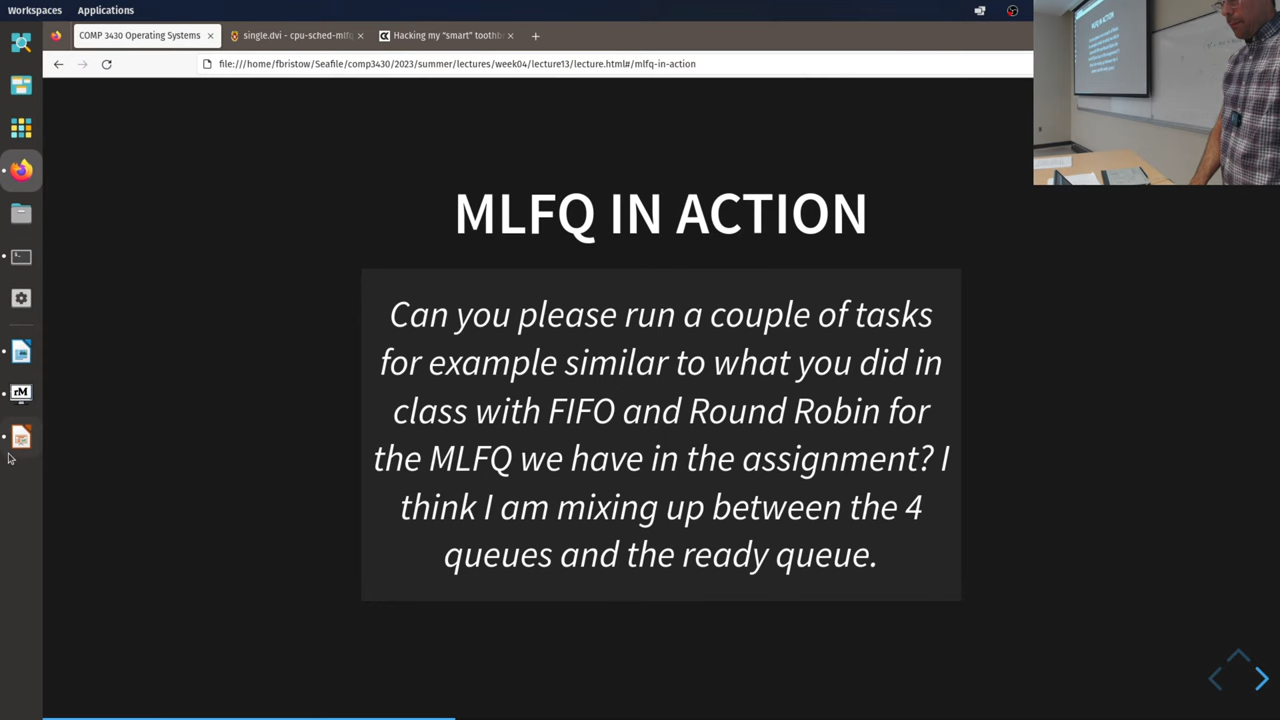 Workspaces Applications
COMP 3430 Operating Systems
single.dvi - cpu-sched-mlfq
Hacking my “smart” toothb
file:///home/fbristow/Seafile/comp3430/2023/summer/lectures/week04/lecture13/lecture.html#/mlfq-in-action
MLFQ IN ACTION
Can you please run a couple of tasks
for example similar to what you did in
class with FIFO and Round Robin for
the MLFQ we have in the assignment? I
think I am mixing up between the 4
queues and the ready queue.
rM